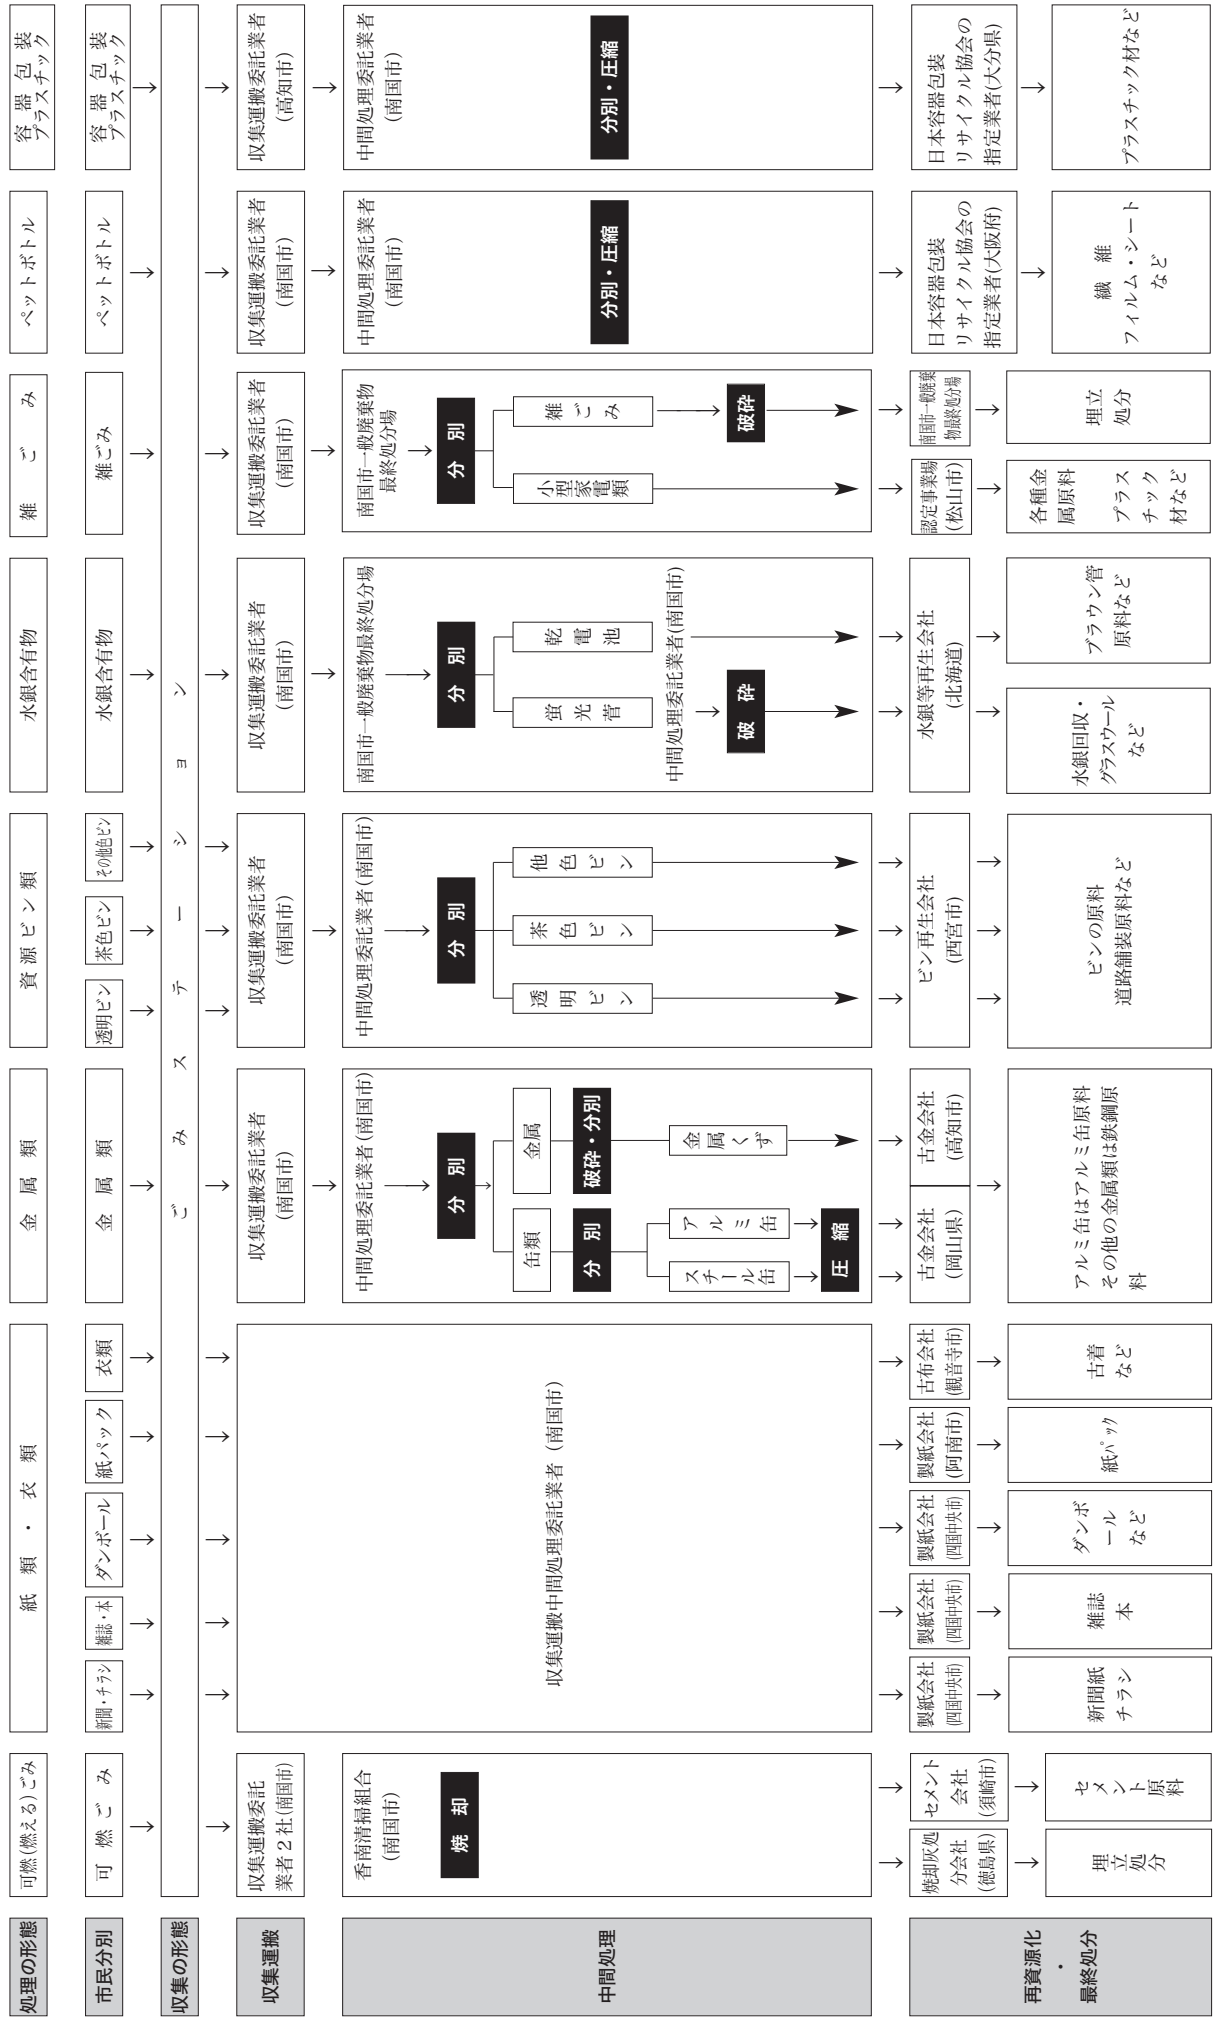 処理の形態
可燃(燃える)ごみ
紙類・衣類
金属類
資源ビン類
水銀含有物
雑ごみ
ペットボトル
容器包装
プラスチック
市民分別
可燃ごみ
新聞・チラシ
雑誌・本
ダンボール
紙パック
衣類
金属類
透明ビン
茶色ビン
その他色ビン
水銀含有物
雑ごみ
ペットボトル
容器包装
プラスチック
収集の形態
ごみステーション
収集運搬
収集運搬委託
業者2社(南国市)
収集運搬中間処理委託業者(南国市)
収集運搬委託業者
(南国市)
収集運搬委託業者
(南国市)
収集運搬委託業者
(南国市)
収集運搬委託業者
(南国市)
収集運搬委託業者
(南国市)
収集運搬委託業者
(高知市)
中間処理
香南清掃組合
(南国市)
焼却
中間処理委託業者(南国市)
分別
缶類
金属
分別
破砕・分別
スチール缶
アルミ缶
金属くず
圧縮
中間処理委託業者(南国市)
分別
透明ビン
茶色ビン
他色ビン
南国市一般廃棄物最終処分場
分別
蛍光菅
乾電池
中間処理委託業者(南国市)
破砕
南国市一般廃棄物
最終処分場
分別
小型家電類
雑ごみ
破砕
中間処理委託業者
(南国市)
分別・圧縮
中間処理委託業者
(南国市)
分別・圧縮
再資源化
・
最終処分
焼却灰処
分会社
(徳島県)
セメント
会社
(須崎市)
製紙会社
(四国中央市)
製紙会社
(四国中央市)
製紙会社
(四国中央市)
製紙会社
(阿南市)
古布会社
(観音寺市)
古金会社
(岡山県)
古金会社
(高知市)
ビン再生会社
(西宮市)
水銀等再生会社
(北海道)
認定事業場
(松山市)
南国市一般廃棄
物最終処分場
日本容器包装
リサイクル協会の
指定業者(大阪府)
日本容器包装
リサイクル協会の
指定業者(大分県)
埋立
処分
セメント
原料
新聞紙
チラシ
雑誌
本
ダンボ
ール
など
紙パック
古着
など
アルミ缶はアルミ缶原料
その他の金属類は鉄鋼原
料
ビンの原料
道路舗装原料など
水銀回収・
グラスウール
など
ブラウン管
原料など
各種金
属原料
プラス
チック
材など
埋立
処分
繊維
フィルム・シート
など
プラスチック材など